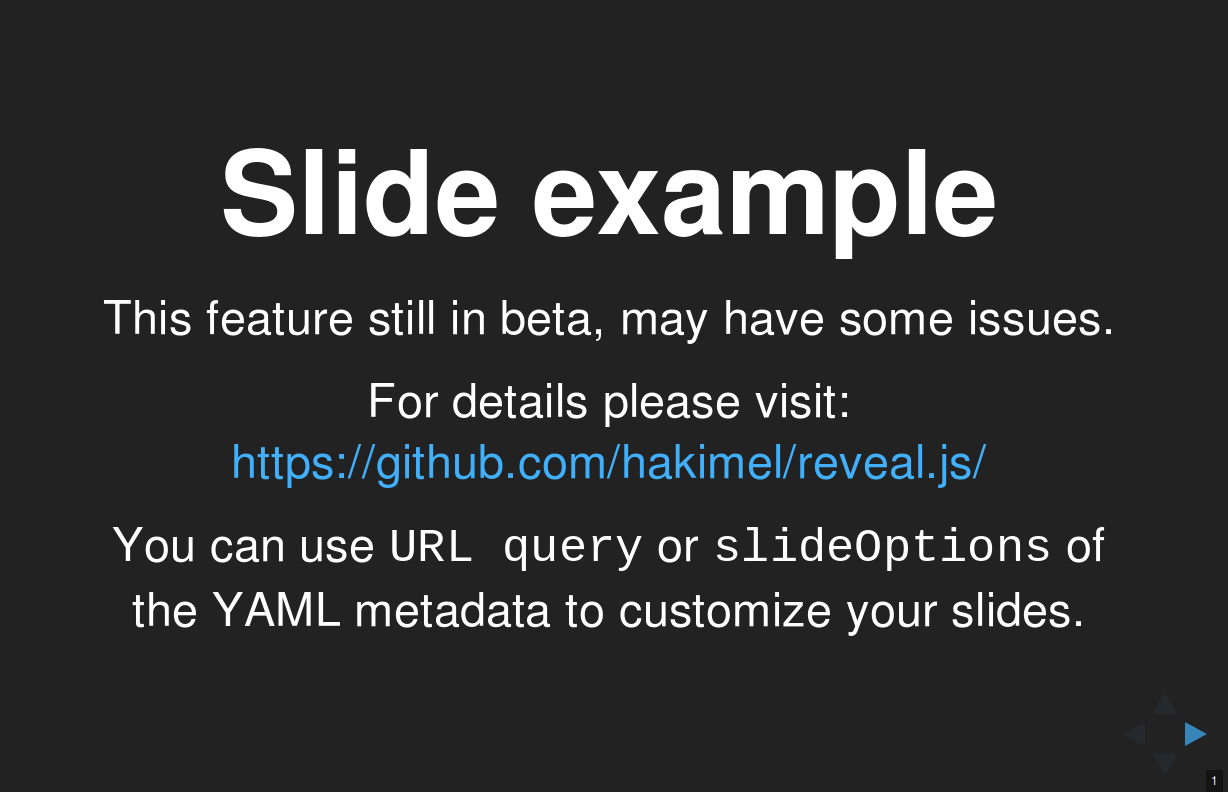 Slide example
This feature still in beta, may have some issues.
For details please visit:
https://github.com/hakimel/reveal.js/
You can use URL query or slideOptions of
the YAML metadata to customize your slides.
1